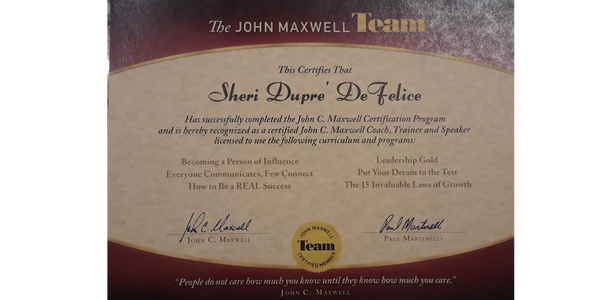 The JOHN MAXWELL Team
This Certifies That
Sheri Dupre' DeFelice
Has successfully completed the John C. Maxwell Certification Program
and is hereby recognized as a certified John C. Maxwell Coach, Trainer and Speaker
licensed to use the following curriculum and programs:
Becoming a Person of Influence
Everyone Communicates, Few Connect
How to Be a REAL Success
Leadership Gold
Put Your Dream to the Test
The 15 Invaluable Laws of Growth
John C Maxwell
JOHN C. MAXWELL
Paul Martinelli
PAUL MARTINELLI
JOHN MAXWELL
Team
CERTIFIED MEMBER
"People do not care how much you know until they know how much you care."
JOHN C. MAXWELL